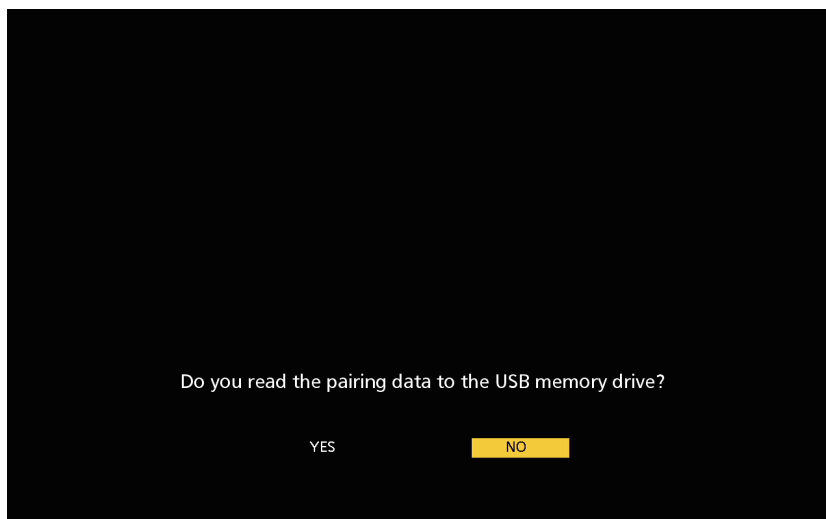 Do you read the pairing data to the USB memory drive?
YES NO